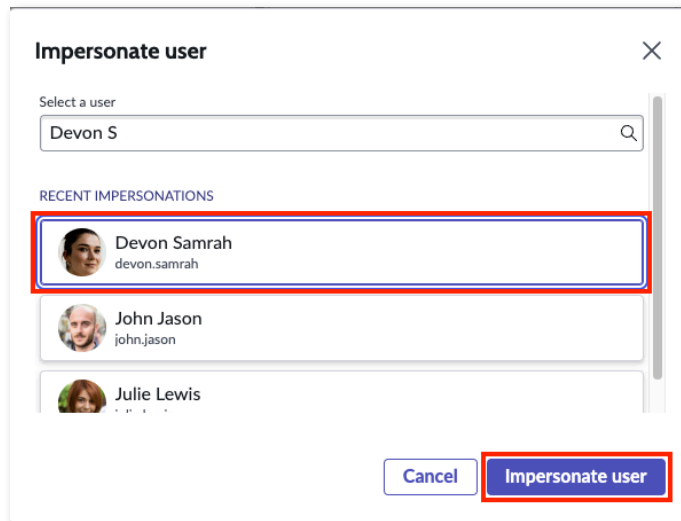 Impersonate user
Select a user
Devon S
RECENT IMPERSONATIONS
Devon Samrah
devon.samrah
John Jason
john.jason
Julie Lewis
Cancel Impersonate user